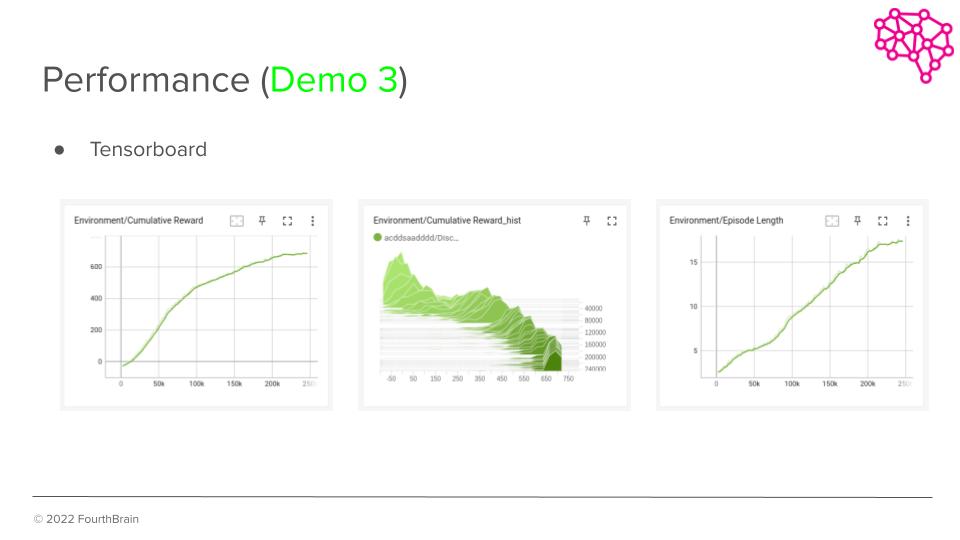 Performance (Demo 3)
● Tensorboard
Environment/Cumulative Reward
600
400
200
0
0 50k 100k 150k 200k 250k
Environment/Cumulative Reward_hist
acddsaadddd/Disc...
40000
80000
120000
160000
200000
240000
-50 50 150 250 350 450 550 650 750
Environment/Episode Length
15
10
5
0 50k 100k 150k 200k
© 2022 FourthBrain